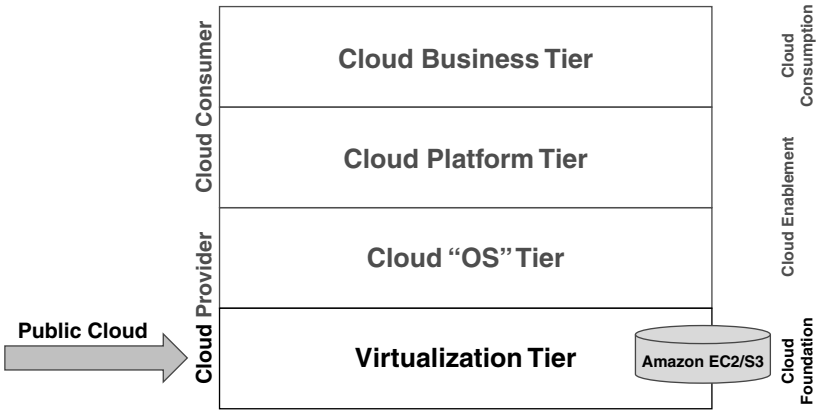 Cloud Business Tier
Cloud Platform Tier
Cloud “OS” Tier
Virtualization Tier
Cloud Consumer
Cloud Provider
Public Cloud
Amazon EC2/S3
Cloud
Consumption
Cloud Enablement
Cloud
Foundation